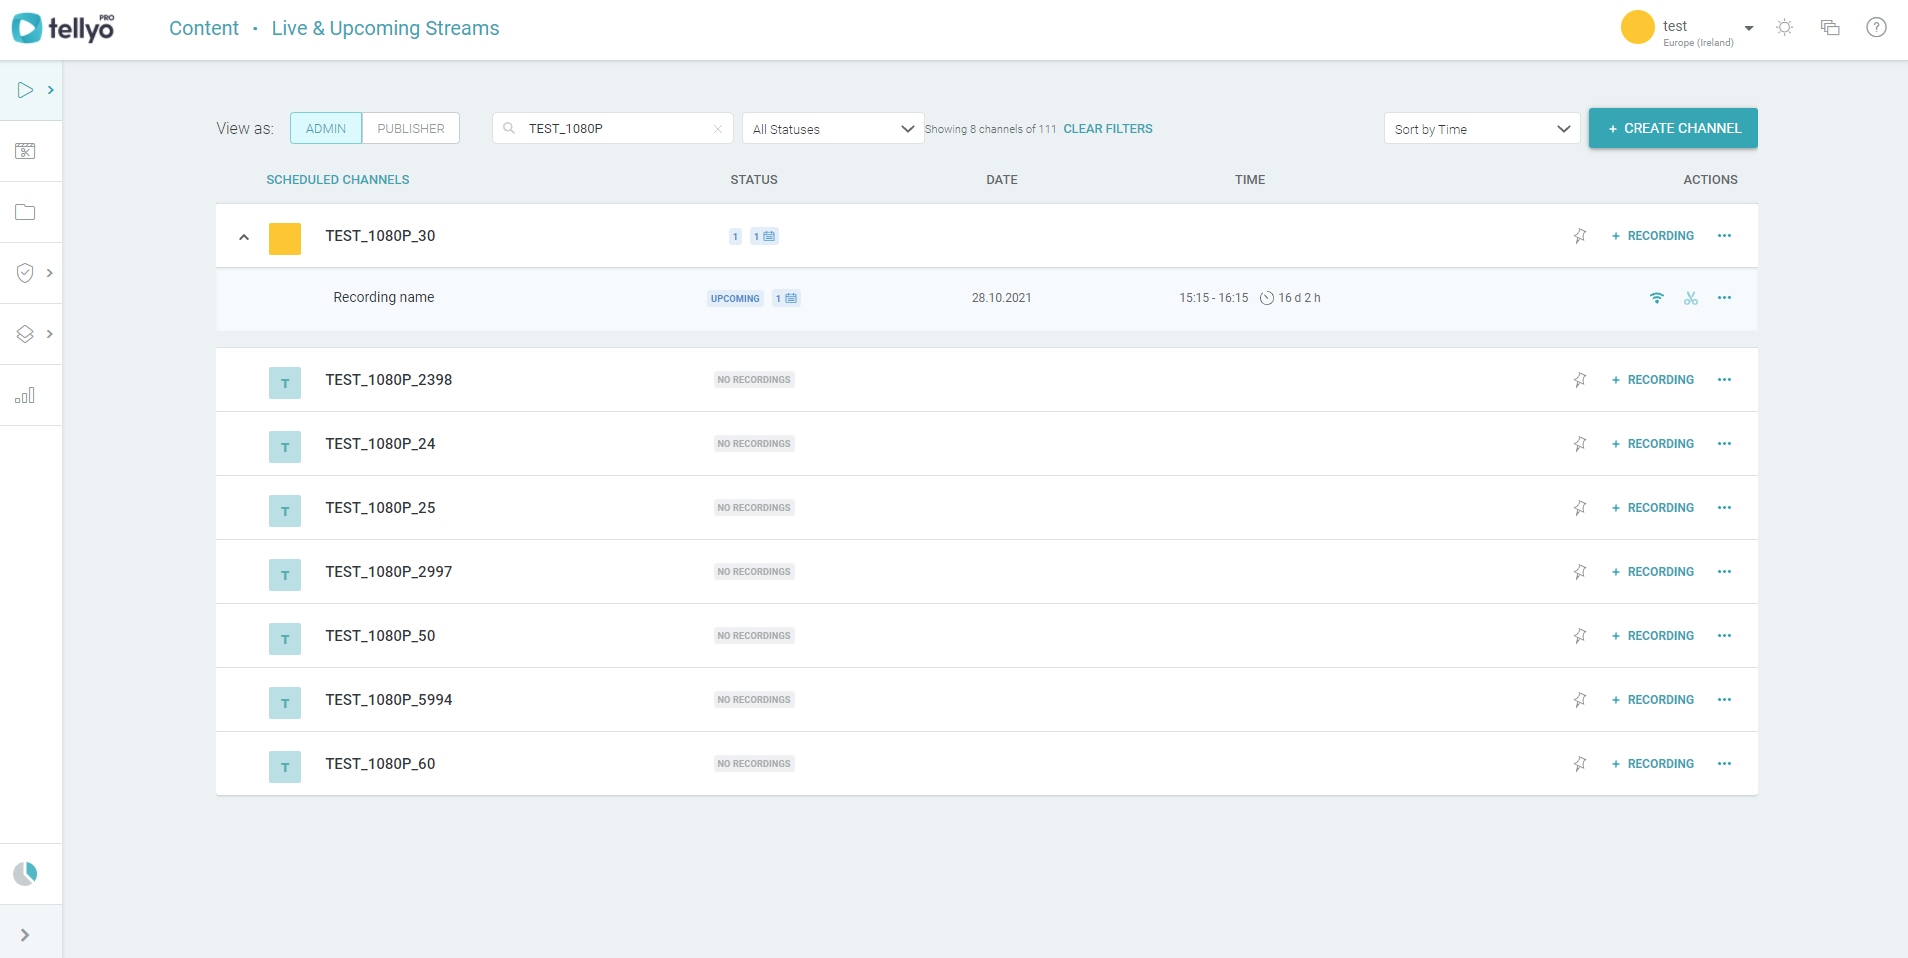 tellyo PRO
Content • Live & Upcoming Streams
test
Europe (Ireland)
View as: ADMIN PUBLISHER TEST_1080P All Statuses Showing 8 channels of 111 CLEAR FILTERS Sort by Time + CREATE CHANNEL
SCHEDULED CHANNELS STATUS DATE TIME ACTIONS
TEST_1080P_30 1 1 + RECORDING
Recording name UPCOMING 1 28.10.2021 15:15 - 16:15 16 d 2 h
T TEST_1080P_2398 NO RECORDINGS + RECORDING
T TEST_1080P_24 NO RECORDINGS + RECORDING
T TEST_1080P_25 NO RECORDINGS + RECORDING
T TEST_1080P_2997 NO RECORDINGS + RECORDING
T TEST_1080P_50 NO RECORDINGS + RECORDING
T TEST_1080P_5994 NO RECORDINGS + RECORDING
T TEST_1080P_60 NO RECORDINGS + RECORDING